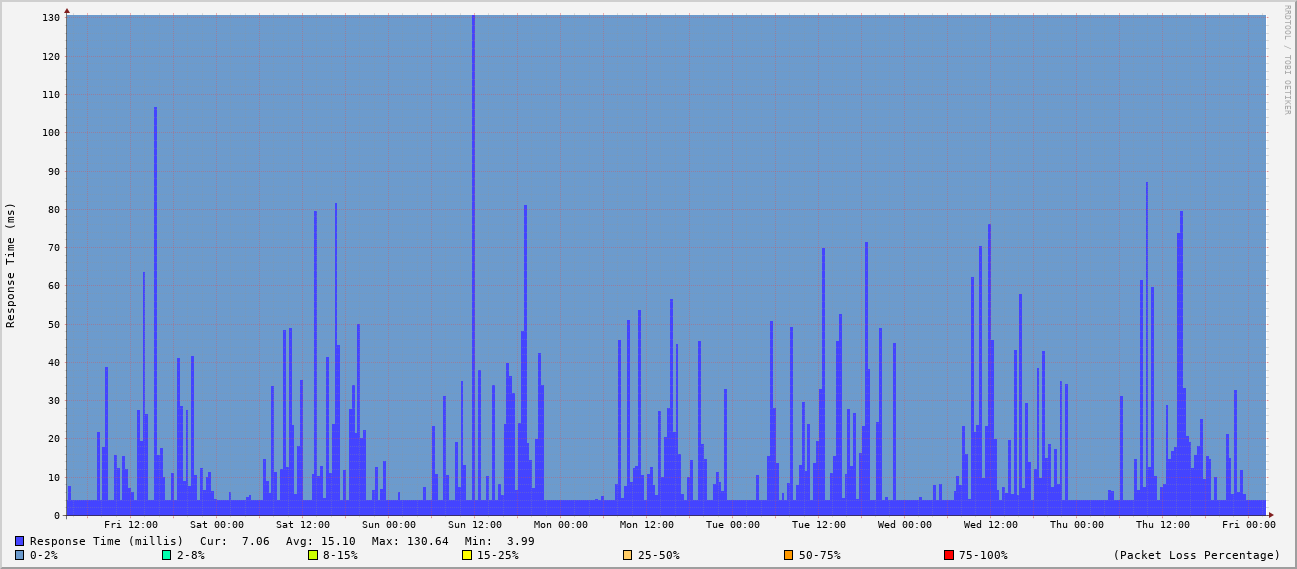 RRDTOOL / TOBI OETIKER
Response Time (ms)
130
120
110
100
90
80
70
60
50
40
30
20
10
0
Fri 12:00 Sat 00:00 Sat 12:00 Sun 00:00 Sun 12:00 Mon 00:00 Mon 12:00 Tue 00:00 Tue 12:00 Wed 00:00 Wed 12:00 Thu 00:00 Thu 12:00 Fri 00:00
Response Time (millis) Cur: 7.06 Avg: 15.10 Max: 130.64 Min: 3.99
0-2% 2-8% 8-15% 15-25% 25-50% 50-75% 75-100% (Packet Loss Percentage)